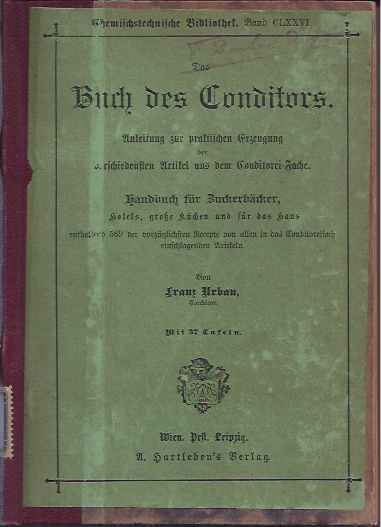 Chemisch-technische Bibliothek. Band CLXXVI.
Das
Buch des Conditors.
Anleitung zur praktischen Erzeugung
der
verschiedensten Artikel aus dem Conditorei-Fache.
Handbuch für Zuckerbäcker,
Hotels, große Küchen und für das Haus
enthaltend 589 der vorzüglichsten Recepte von allen in das Conditoreifach
einschlagenden Artikeln.
Von
Franz Urban,
Conditor.
Mit 37 Tafeln.
Wien. Pest. Leipzig.
A. Hartleben's Verlag.